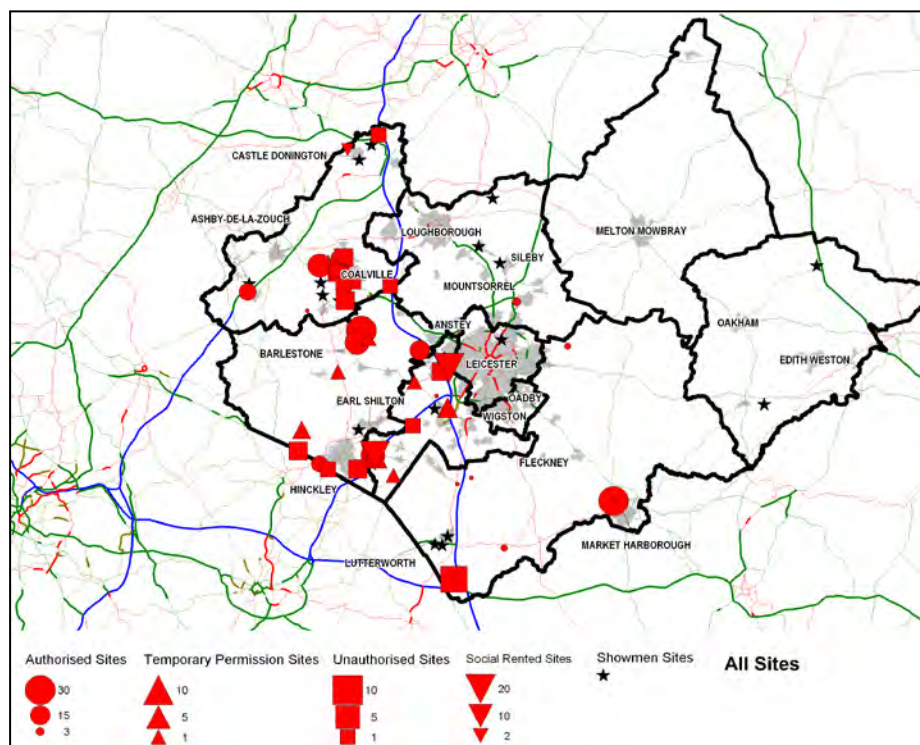 CASTLE DONINGTON
ASHBY-DE-LA-ZOUCH
LOUGHBOROUGH
MELTON MOWBRAY
SILEBY
COALVILLE
MOUNTSORREL
OAKHAM
ANSTEY
BARLESTONE
LEICESTER
EDITH WESTON
EARL SHILTON
OADBY
WIGSTON
FLECKNEY
HINCKLEY
MARKET HARBOROUGH
LUTTERWORTH
Authorised Sites
30
15
3
Temporary Permission Sites
10
5
1
Unauthorised Sites
10
5
1
Social Rented Sites
20
10
2
Showmen Sites
All Sites